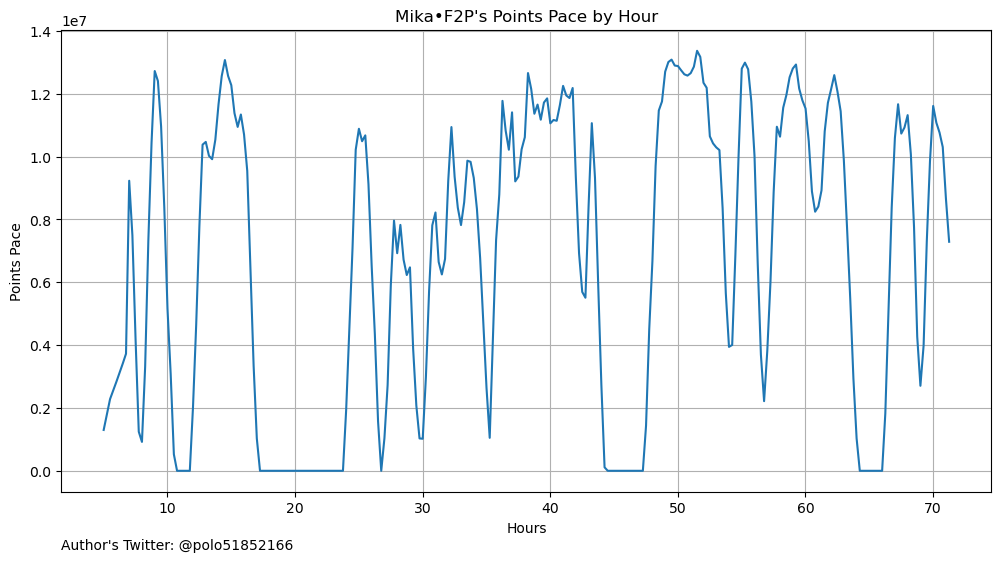 Mika•F2P's Points Pace by Hour
1e7
1.4
1.2
1.0
0.8
0.6
0.4
0.2
0.0
Points Pace
10 20 30 40 50 60 70
Hours
Author's Twitter: @polo51852166